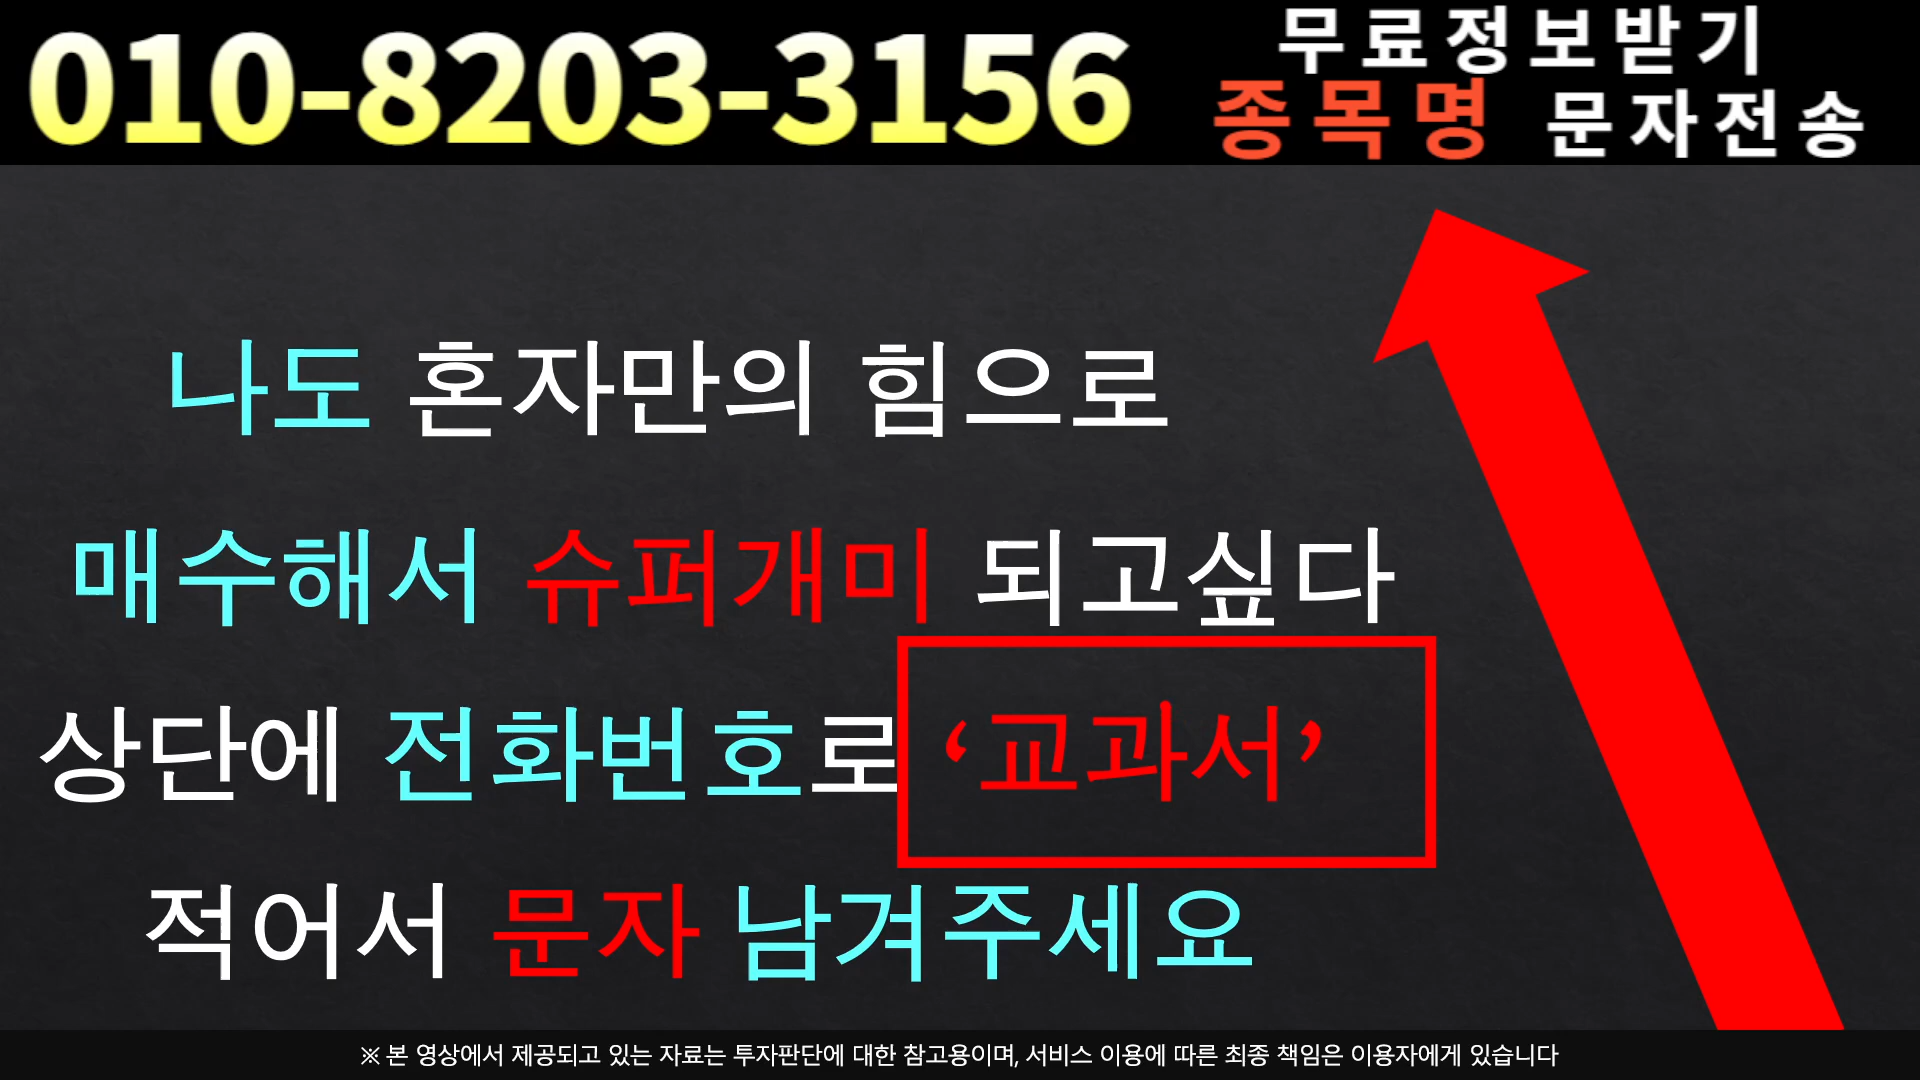 010-8203-3156
무료정보받기
종목명 문자전송
나도 혼자만의 힘으로
매수해서 슈퍼개미 되고싶다
상단에 전화번호로 ‘교과서’
적어서 문자 남겨주세요
※ 본 영상에서 제공되고 있는 자료는 투자판단에 대한 참고용이며, 서비스 이용에 따른 최종 책임은 이용자에게 있습니다